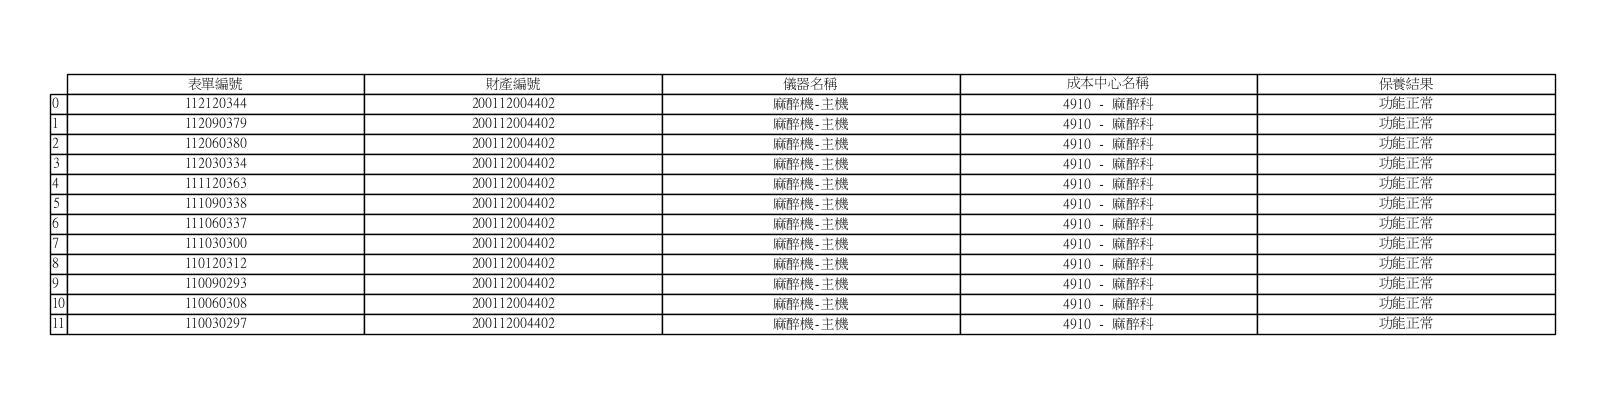 表單編號 財產編號 儀器名稱 成本中心名稱 保養結果
0 112120344 200112004402 麻醉機-主機 4910 - 麻醉科 功能正常
1 112090379 200112004402 麻醉機-主機 4910 - 麻醉科 功能正常
2 112060380 200112004402 麻醉機-主機 4910 - 麻醉科 功能正常
3 112030334 200112004402 麻醉機-主機 4910 - 麻醉科 功能正常
4 111120363 200112004402 麻醉機-主機 4910 - 麻醉科 功能正常
5 111090338 200112004402 麻醉機-主機 4910 - 麻醉科 功能正常
6 111060337 200112004402 麻醉機-主機 4910 - 麻醉科 功能正常
7 111030300 200112004402 麻醉機-主機 4910 - 麻醉科 功能正常
8 110120312 200112004402 麻醉機-主機 4910 - 麻醉科 功能正常
9 110090293 200112004402 麻醉機-主機 4910 - 麻醉科 功能正常
10 110060308 200112004402 麻醉機-主機 4910 - 麻醉科 功能正常
11 110030297 200112004402 麻醉機-主機 4910 - 麻醉科 功能正常